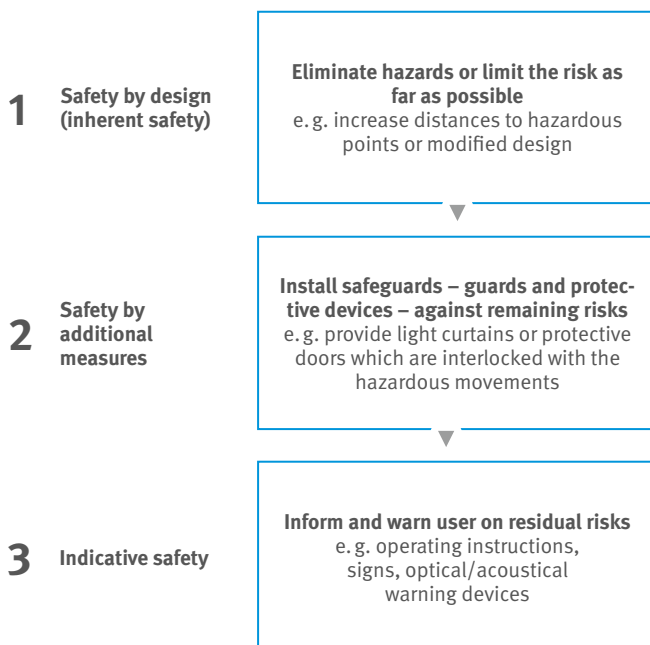 1
Safety by design
(inherent safety)
Eliminate hazards or limit the risk as
far as possible
e. g. increase distances to hazardous
points or modified design
2
Safety by
additional
measures
Install safeguards – guards and protec-
tive devices – against remaining risks
e. g. provide light curtains or protective
doors which are interlocked with the
hazardous movements
3
Indicative safety
Inform and warn user on residual risks
e. g. operating instructions,
signs, optical/acoustical
warning devices